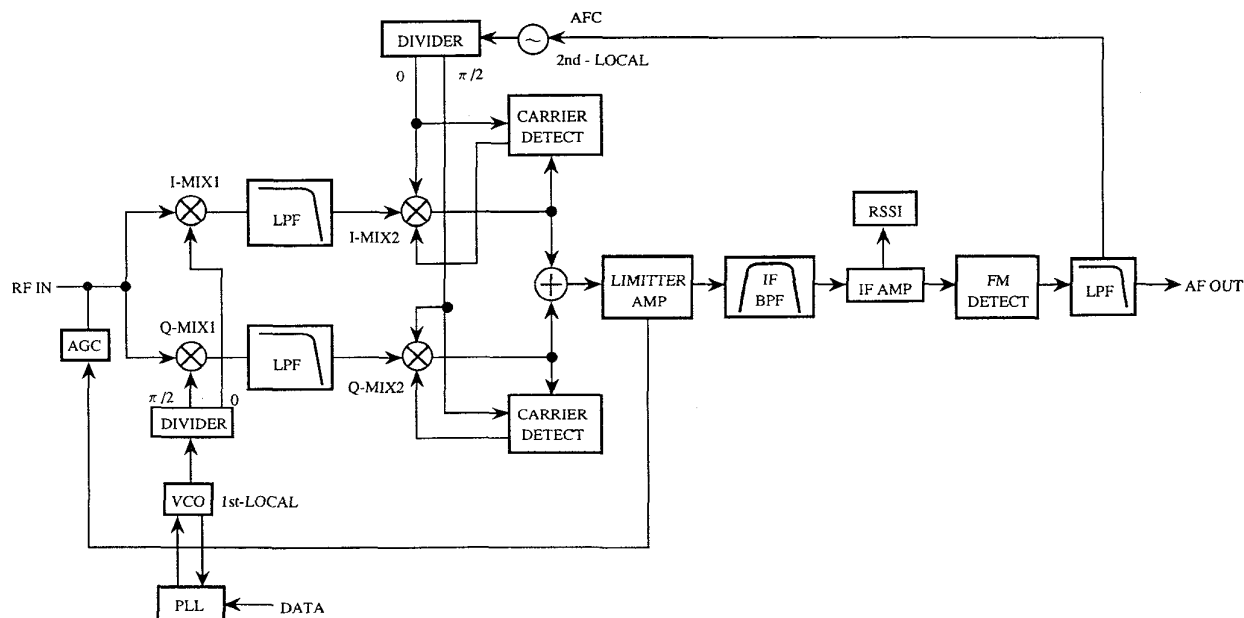 AFC
DIVIDER
2nd - LOCAL
0
π/2
CARRIER
DETECT
I-MIX1
LPF
I-MIX2
RSSI
RF IN
LIMITTER
AMP
IF
BPF
IF AMP
FM
DETECT
LPF
AF OUT
AGC
Q-MIX1
LPF
Q-MIX2
π/2
0
DIVIDER
CARRIER
DETECT
VCO
1st-LOCAL
PLL
DATA